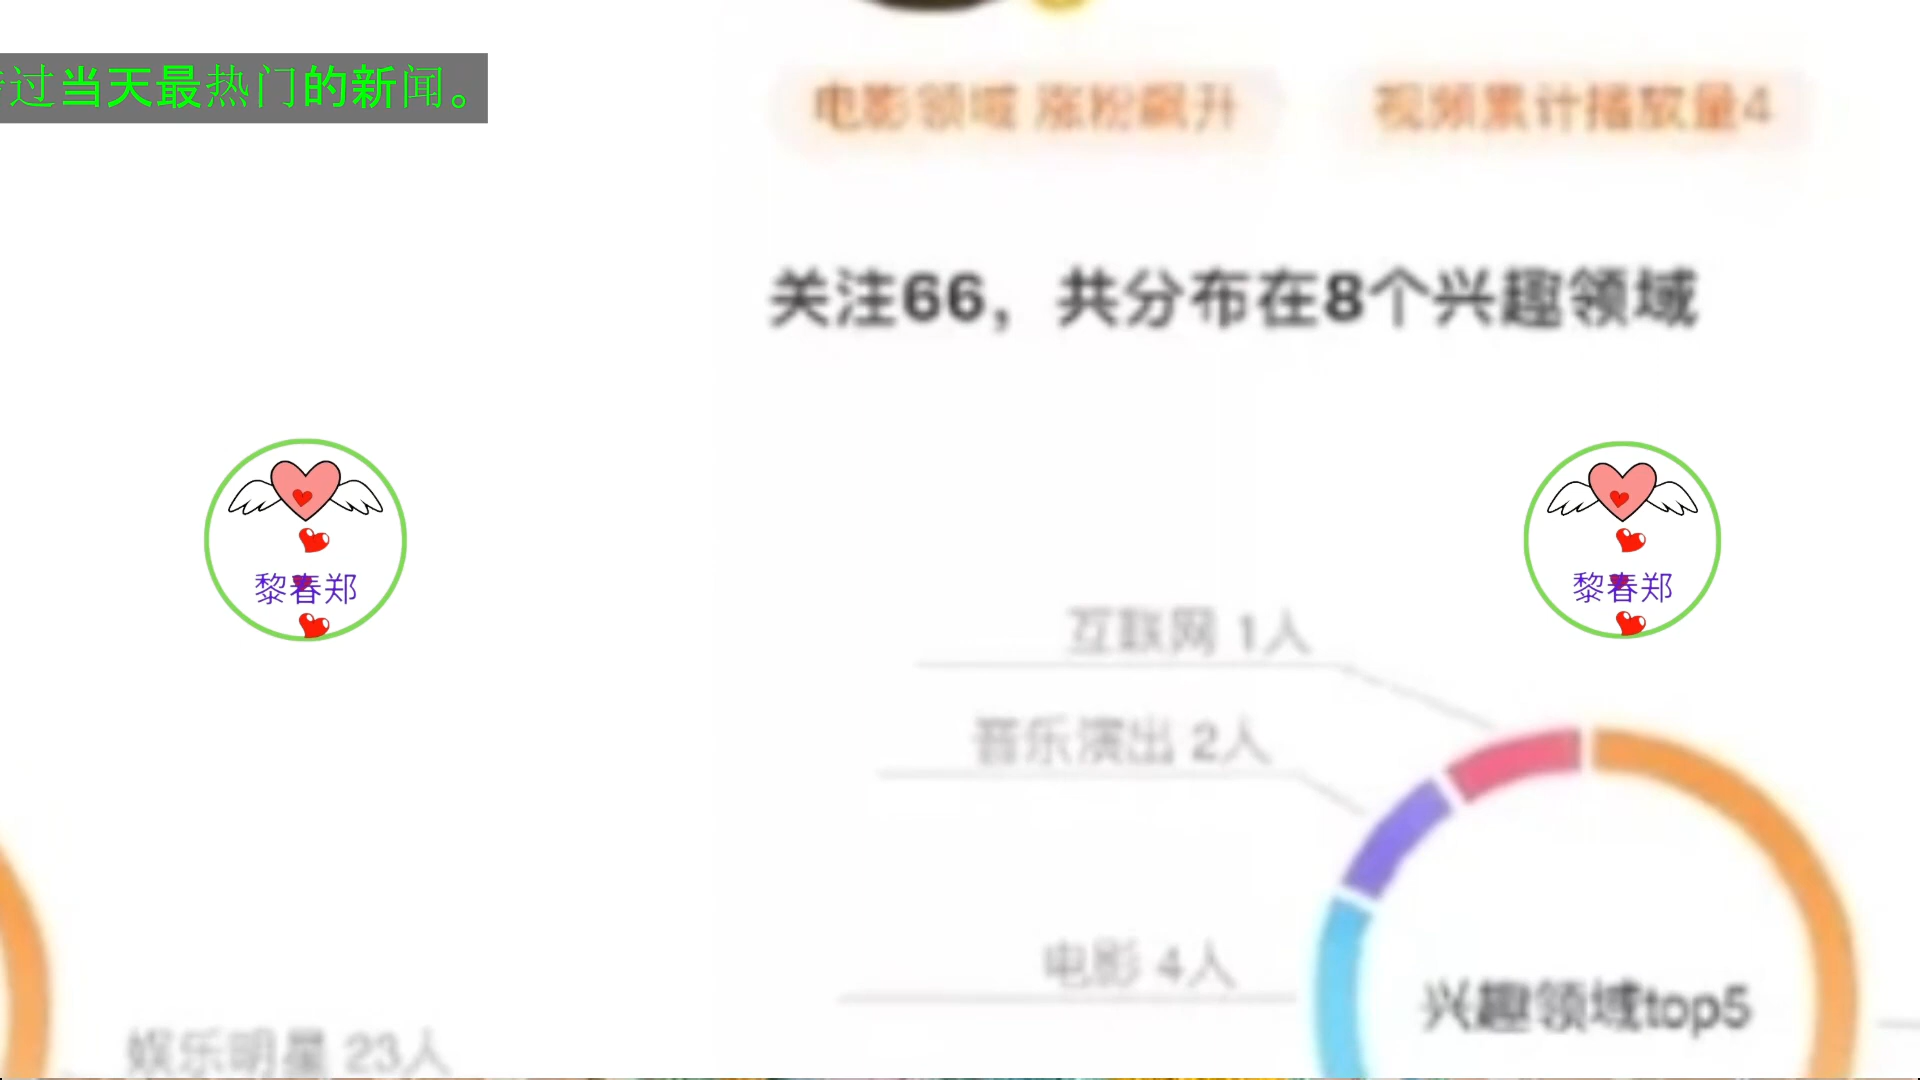 过当天最热门的新闻。
电影领域 涨粉飙升
视频累计播放量4
关注66，共分布在8个兴趣领域
黎春郑
黎春郑
互联网 1人
音乐演出 2人
电影 4人
兴趣领域top5
娱乐明星 23人